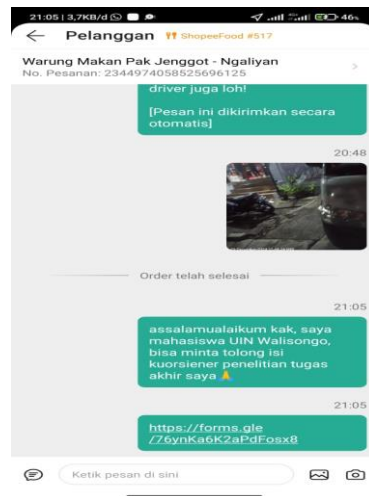 21:05 | 3,7KB/d
46%
Pelanggan
ShopeeFood #517
Warung Makan Pak Jenggot - Ngaliyan
No. Pesanan: 2344974058525696125
driver juga loh!
[Pesan ini dikirimkan secara
otomatis]
20:48
Order telah selesai
21:05
assalamualaikum kak, saya
mahasiswa UIN Walisongo,
bisa minta tolong isi
kuorsiener penelitian tugas
akhir saya🙏
21:05
https://forms.gle
/76ynKa6K2aPdFosx8
Ketik pesan di sini